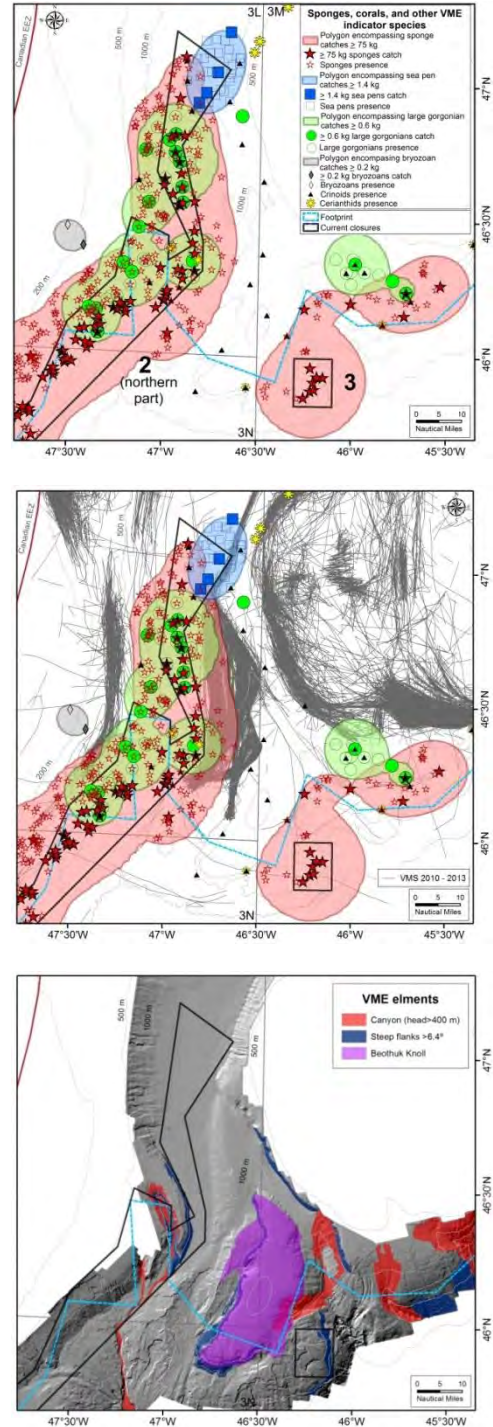 Canadian EEZ
500 m
1000 m
3L
3M
500 m
1000 m
200 m
2
(northern
part)
3
3N
Sponges, corals, and other VME
indicator species
Polygon encompassing sponge
catches ≥ 75 kg
≥ 75 kg sponges catch
Sponges presence
Polygon encompassing sea pen
catches ≥ 1.4 kg
≥ 1.4 kg sea pens catch
Sea pens presence
Polygon encompassing large gorgonian
catches ≥ 0.6 kg
≥ 0.6 kg large gorgonians catch
Large gorgonians presence
Polygon encompasing bryozoan
catches ≥ 0.2 kg
≥ 0.2 kg bryozoans catch
Bryozoans presence
Crinoids presence
Cerianthids presence
Footprint
Current closures
47°N
46°30'N
46°N
0 5 10
Nautical Miles
47°30'W 47°W 46°30'W 46°W 45°30'W
Canadian EEZ
500 m
200 m
3N
47°N
46°30'N
46°N
VMS 2010 - 2013
0 5 10
Nautical Miles
47°30'W 47°W 46°30'W 46°W 45°30'W
500 m
1000 m
500 m
1000 m
3N
VME elments
Canyon (head>400 m)
Steep flanks >6.4°
Beothuk Knoll
47°N
46°30'N
46°N
0 5 10
Nautical Miles
47°30'W 47°W 46°30'W 46°W 45°30'W